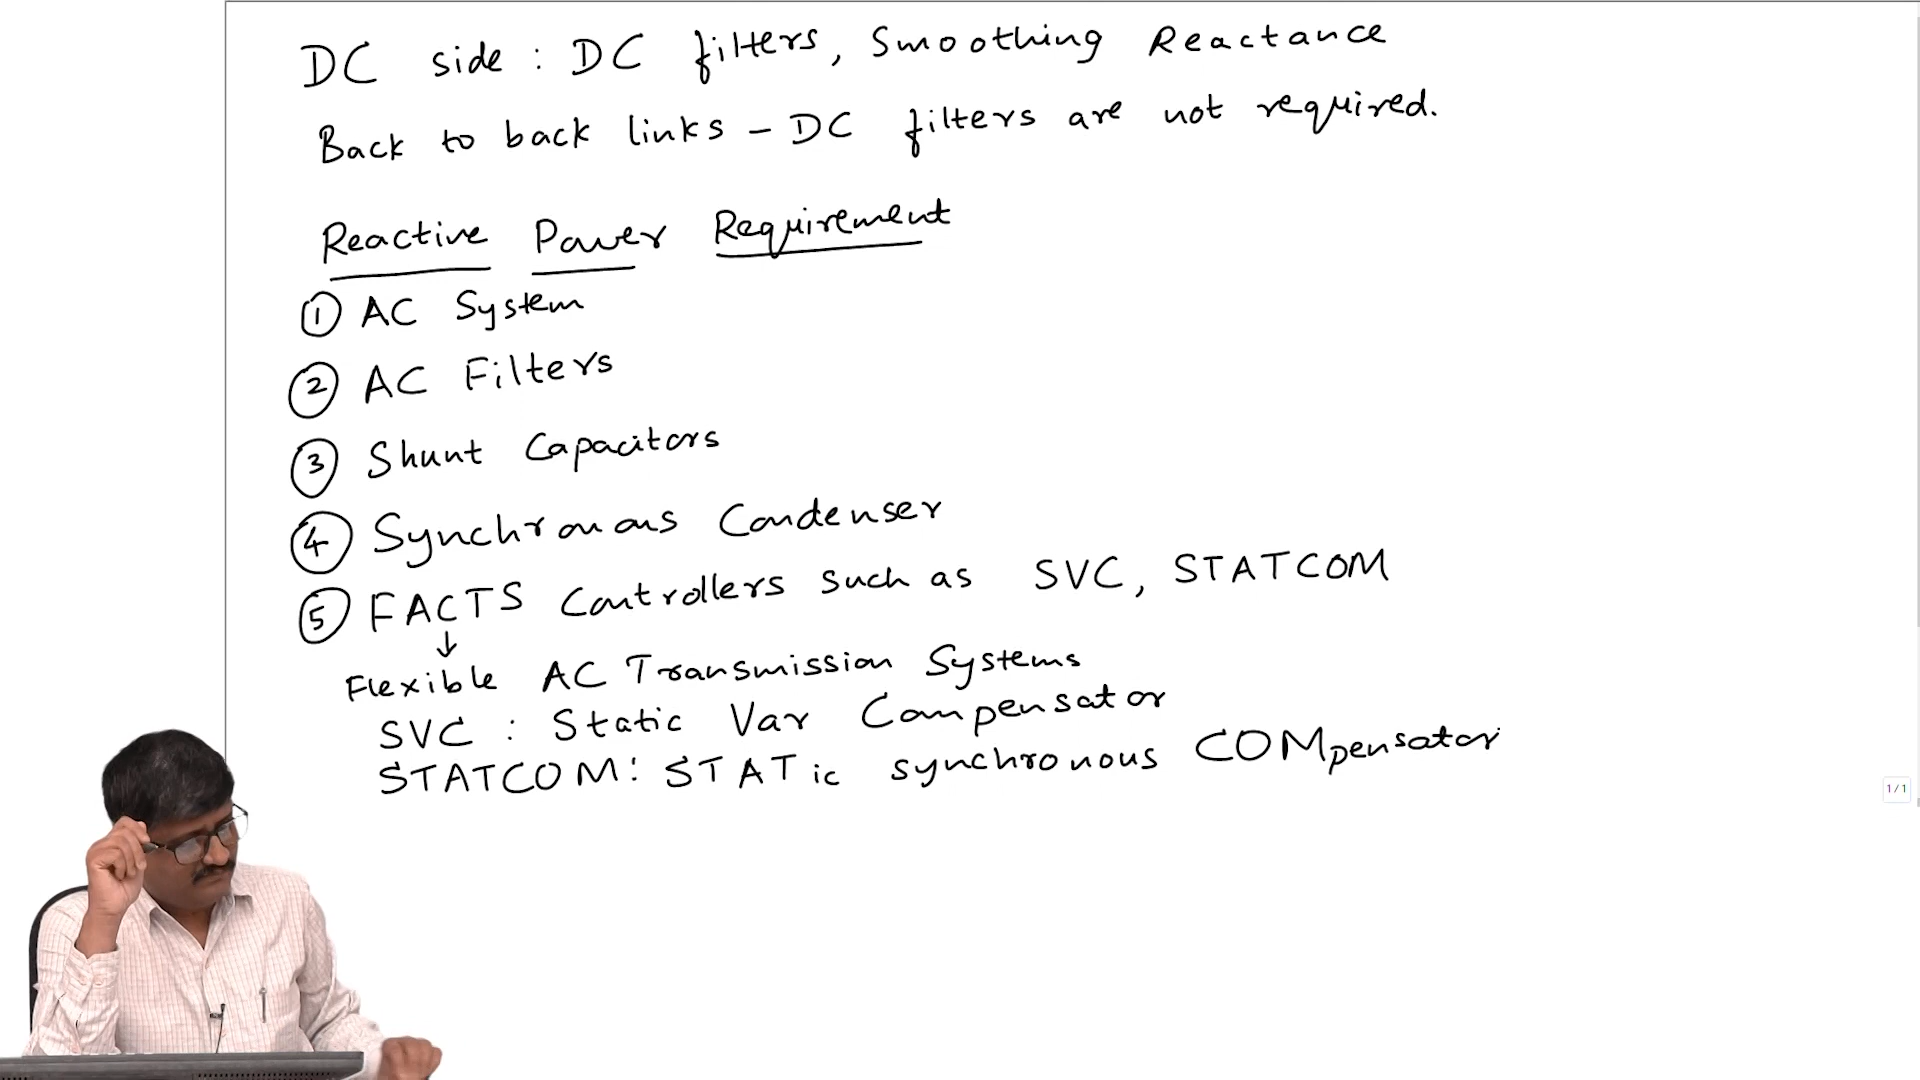 DC side : DC filters, Smoothing Reactance
Back to back links - DC filters are not required.
Reactive Power Requirement
① AC System
② AC Filters
③ Shunt Capacitors
④ Synchronous Condenser
⑤ FACTS Controllers such as SVC, STATCOM
↓
Flexible AC Transmission Systems
SVC : Static Var Compensator
STATCOM: STATic synchronous COMpensator
1/1